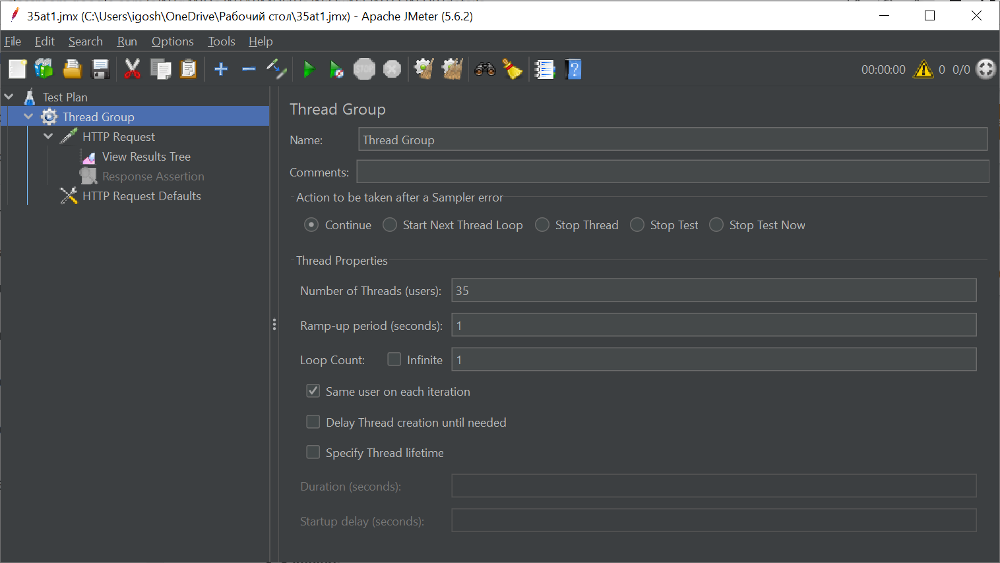 35at1.jmx (C:\Users\igosh\OneDrive\Рабочий стол\35at1.jmx) - Apache JMeter (5.6.2)
File Edit Search Run Options Tools Help
STOP
00:00:00 0 0/0
Test Plan
Thread Group
HTTP Request
View Results Tree
Response Assertion
HTTP Request Defaults
Thread Group
Name: Thread Group
Comments:
Action to be taken after a Sampler error
Continue Start Next Thread Loop Stop Thread Stop Test Stop Test Now
Thread Properties
Number of Threads (users): 35
Ramp-up period (seconds): 1
Loop Count: Infinite 1
Same user on each iteration
Delay Thread creation until needed
Specify Thread lifetime
Duration (seconds):
Startup delay (seconds):